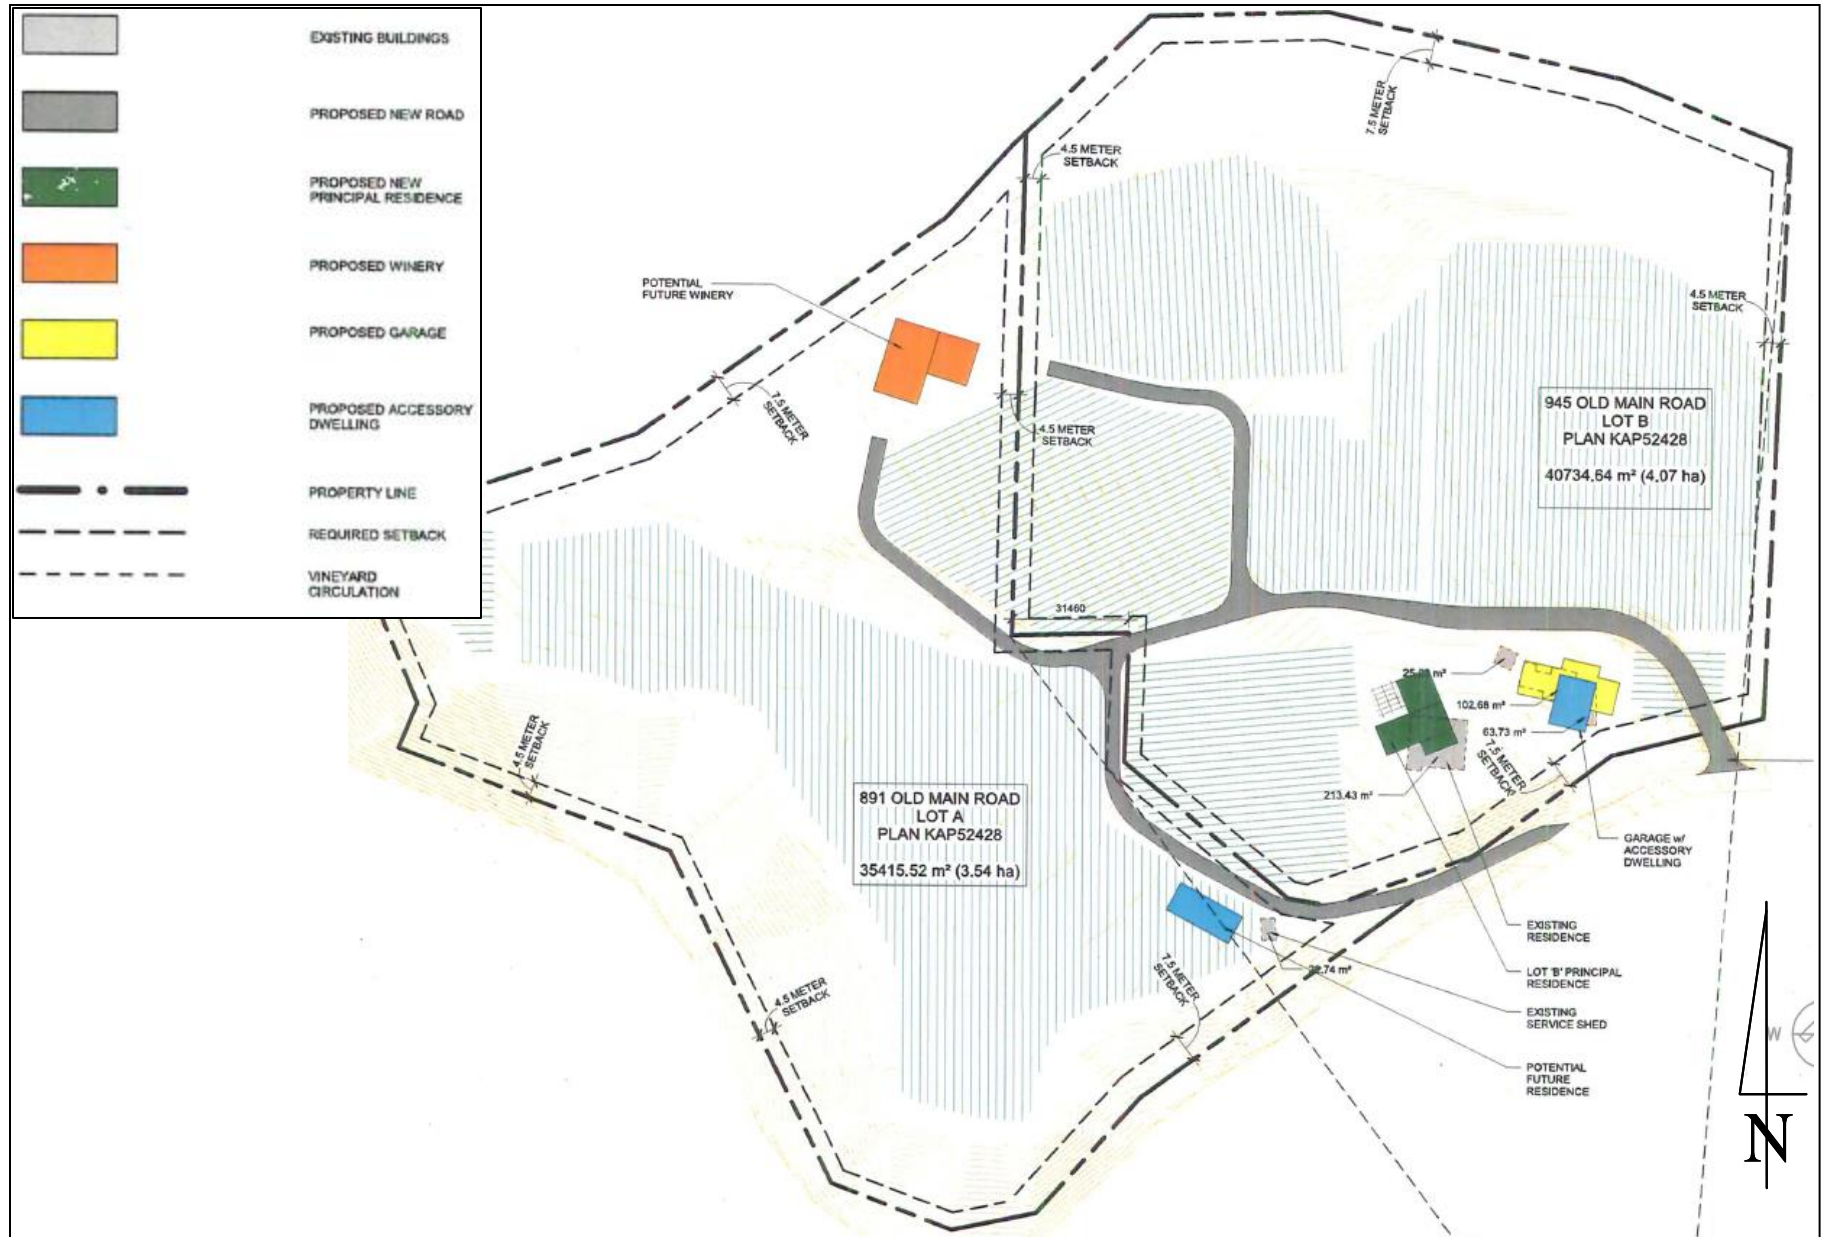 EXISTING BUILDINGS
PROPOSED NEW ROAD
PROPOSED NEW
PRINCIPAL RESIDENCE
PROPOSED WINERY
PROPOSED GARAGE
PROPOSED ACCESSORY
DWELLING
PROPERTY LINE
REQUIRED SETBACK
VINEYARD
CIRCULATION
7.5 METER
SETBACK
4.5 METER
SETBACK
POTENTIAL
FUTURE WINERY
4.5 METER
SETBACK
7.5 METER
SETBACK
4.5 METER
SETBACK
945 OLD MAIN ROAD
LOT B
PLAN KAP52428
40734.64 m² (4.07 ha)
31460
102.68 m²
63.73 m²
7.5 METER
SETBACK
213.43 m²
4.5 METER
SETBACK
891 OLD MAIN ROAD
LOT A
PLAN KAP52428
35415.52 m² (3.54 ha)
GARAGE w/
ACCESSORY
DWELLING
EXISTING
RESIDENCE
LOT 'B' PRINCIPAL
RESIDENCE
7.5 METER
SETBACK
4.5 METER
SETBACK
EXISTING
SERVICE SHED
POTENTIAL
FUTURE
RESIDENCE
W
N